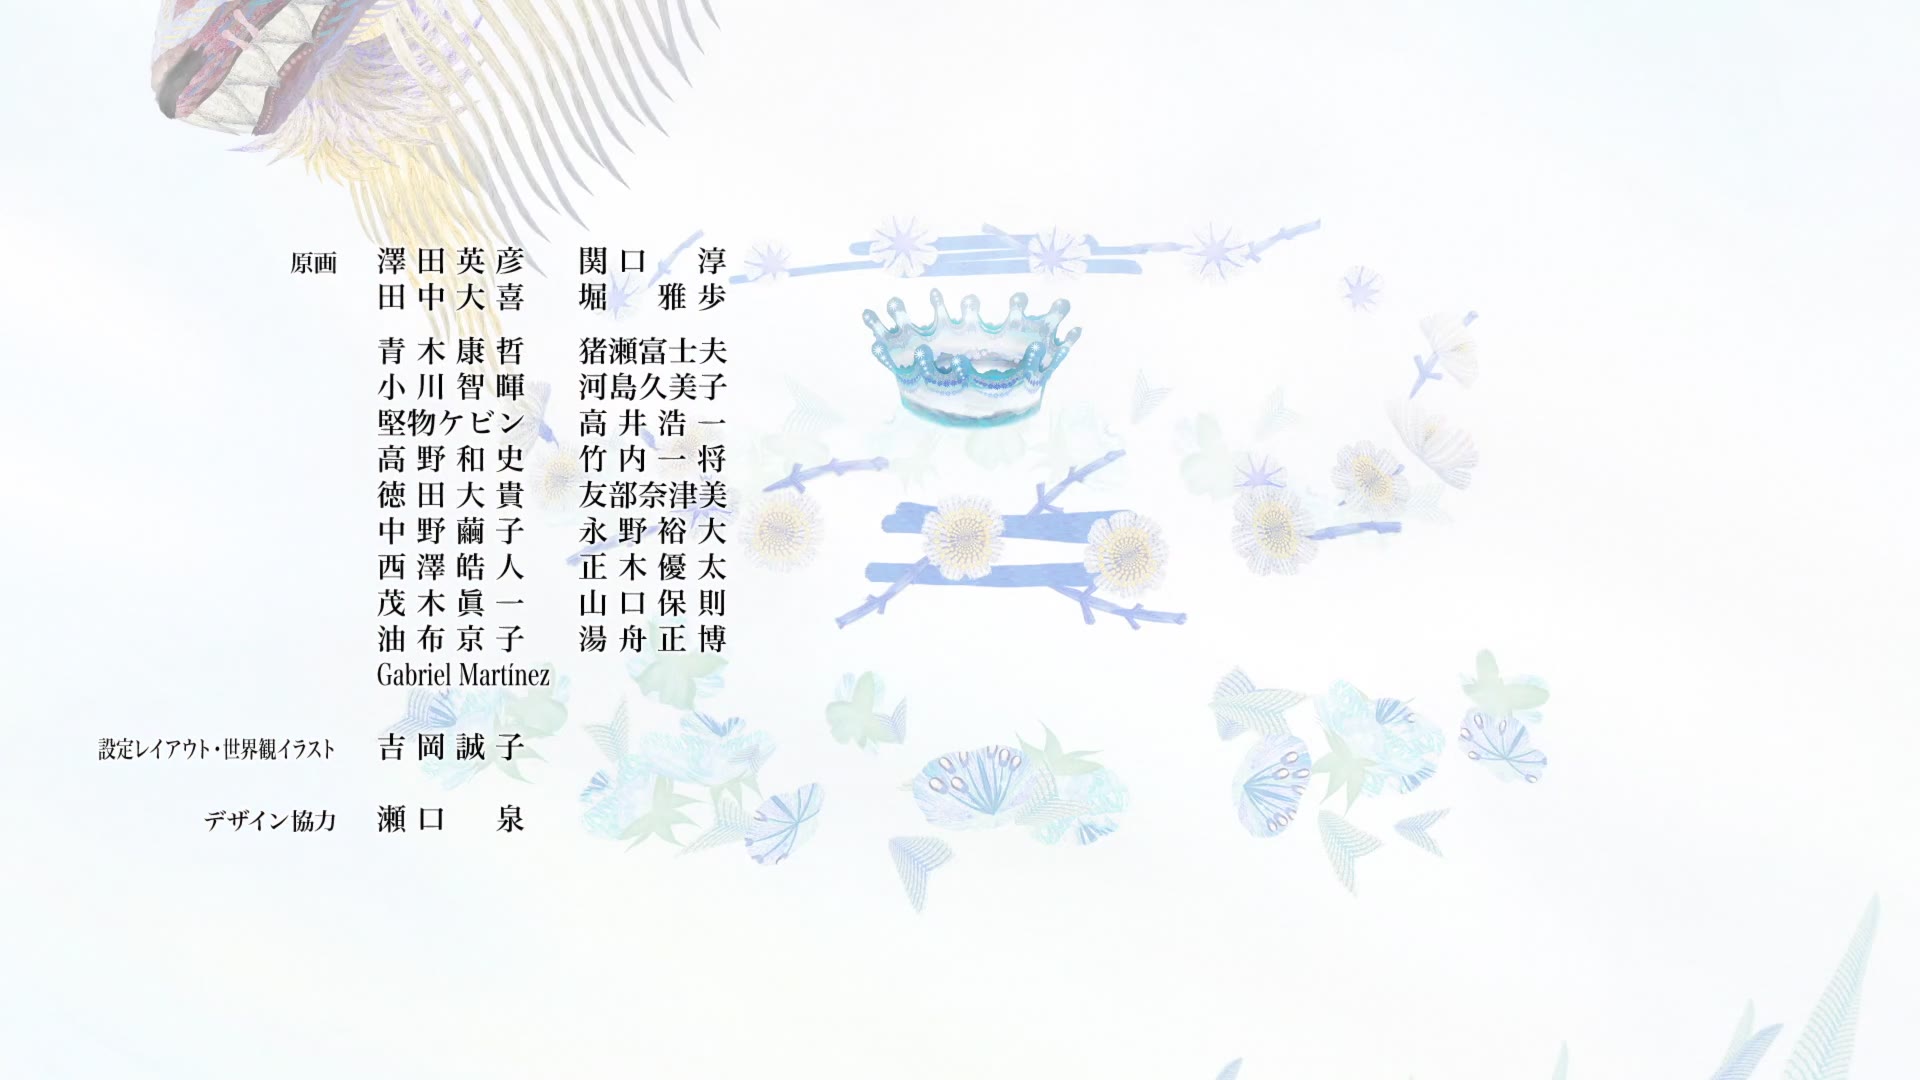 原画 澤田英彦 関口淳
田中大喜 堀雅歩
青木康哲 猪瀬富士夫
小川智暉 河島久美子
堅物ケビン 高井浩一
高野和史 竹内一将
徳田大貴 友部奈津美
中野繭子 永野裕大
西澤皓人 正木優太
茂木眞一 山口保則
油布京子 湯舟正博
Gabriel Martínez
設定レイアウト・世界観イラスト 吉岡誠子
デザイン協力 瀬口泉